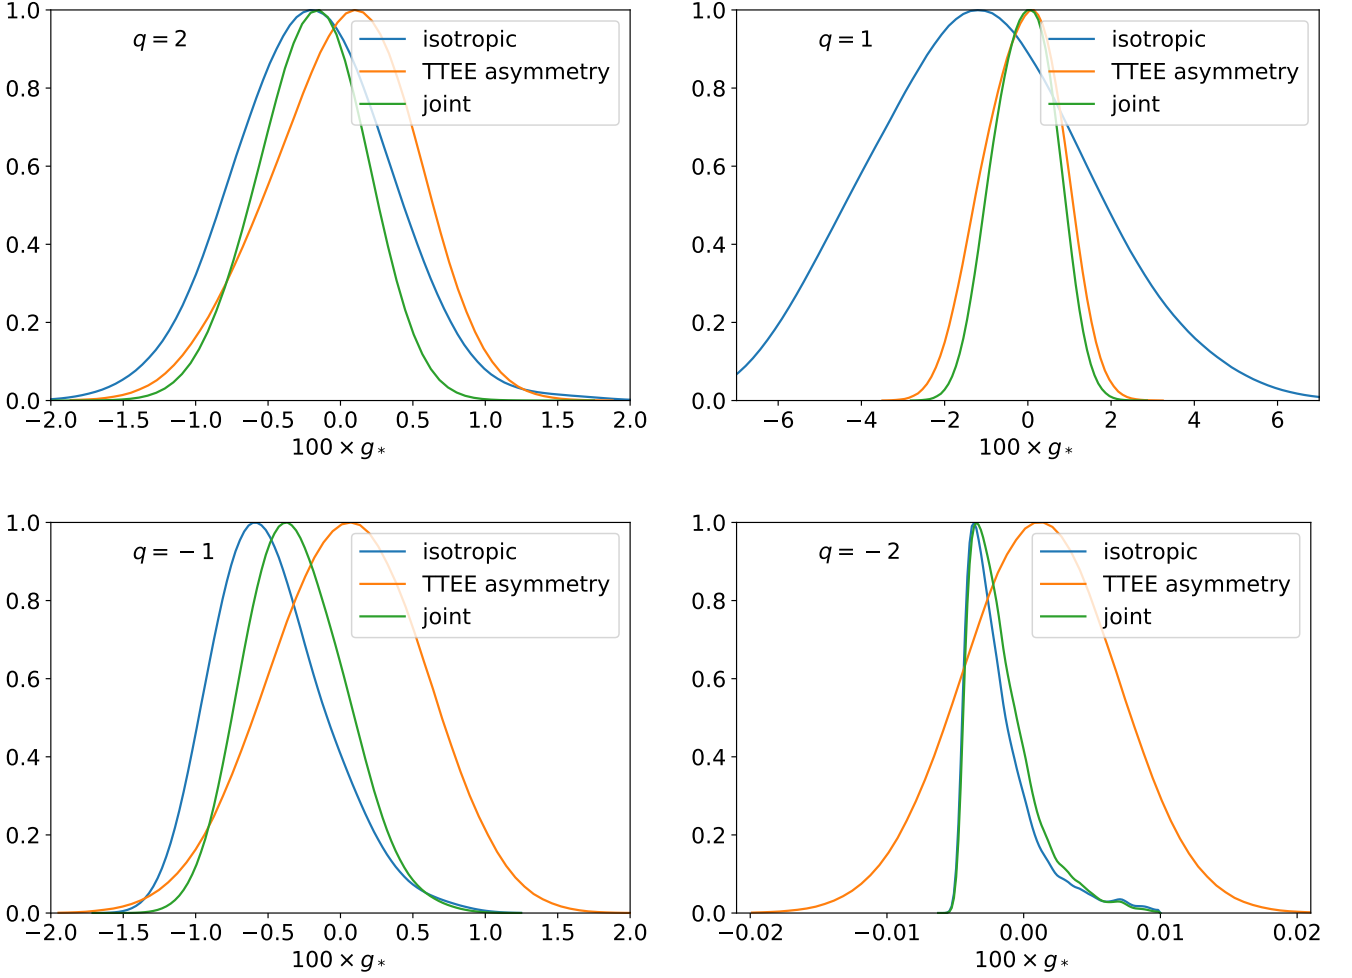 q = 2
isotropic
TTEE asymmetry
joint
1.0
0.8
0.6
0.4
0.2
0.0
−2.0 −1.5 −1.0 −0.5 0.0 0.5 1.0 1.5 2.0
100 × g*
q = 1
isotropic
TTEE asymmetry
joint
1.0
0.8
0.6
0.4
0.2
0.0
−6 −4 −2 0 2 4 6
100 × g*
q = −1
isotropic
TTEE asymmetry
joint
1.0
0.8
0.6
0.4
0.2
0.0
−2.0 −1.5 −1.0 −0.5 0.0 0.5 1.0 1.5 2.0
100 × g*
q = −2
isotropic
TTEE asymmetry
joint
1.0
0.8
0.6
0.4
0.2
0.0
−0.02 −0.01 0.00 0.01 0.02
100 × g*